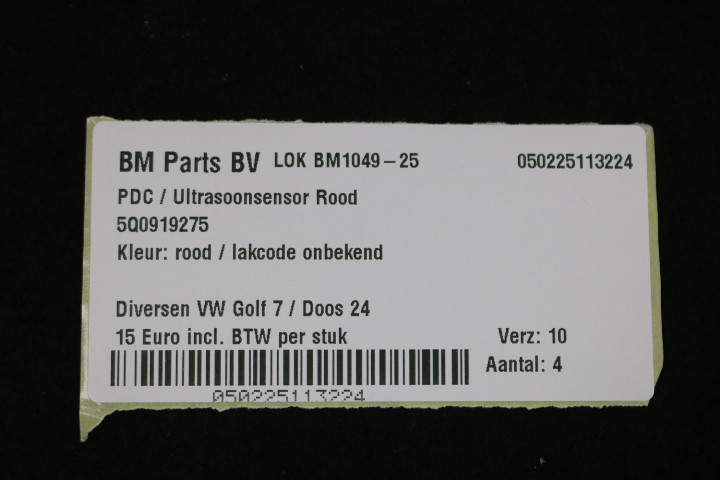 BM Parts BV LOK BM1049-25 050225113224
PDC / Ultrasoonsensor Rood
5Q0919275
Kleur: rood / lakcode onbekend
Diversen VW Golf 7 / Doos 24
15 Euro incl. BTW per stuk Verz: 10
Aantal: 4
050225113224